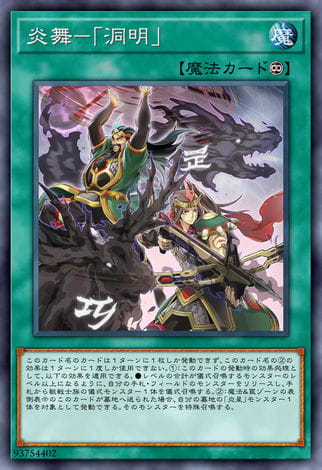 炎舞-「洞明」
魔
【魔法カード】
このカード名のカードは1ターンに1枚しか発動できず、このカード名の②の
効果は1ターンに1度しか使用できない。①:このカードの発動時の効果処理と
して、以下の効果を適用できる。●レベルの合計が儀式召喚するモンスターの
レベル以上になるように、自分の手札・フィールドのモンスターをリリースし、手
札から獣戦士族の儀式モンスター1体を儀式召喚する。②:魔法&罠ゾーンの表
側表示のこのカードが墓地へ送られた場合、自分の墓地の「炎星」モンスター1
体を対象として発動できる。そのモンスターを特殊召喚する。
93754402